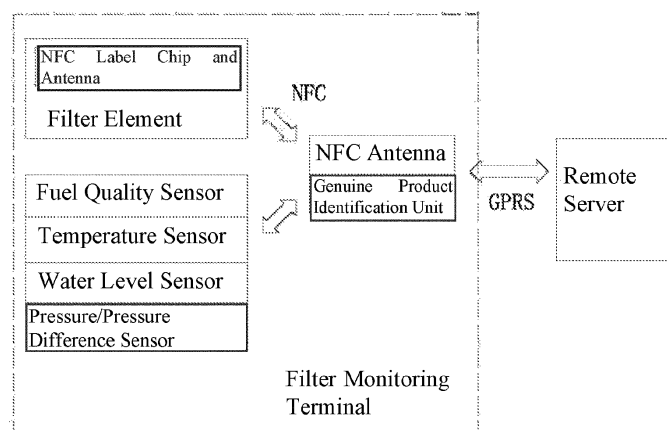 NFC Label Chip and
Antenna
Filter Element
NFC
NFC Antenna
Genuine Product
Identification Unit
GPRS
Remote
Server
Fuel Quality Sensor
Temperature Sensor
Water Level Sensor
Pressure/Pressure
Difference Sensor
Filter Monitoring
Terminal